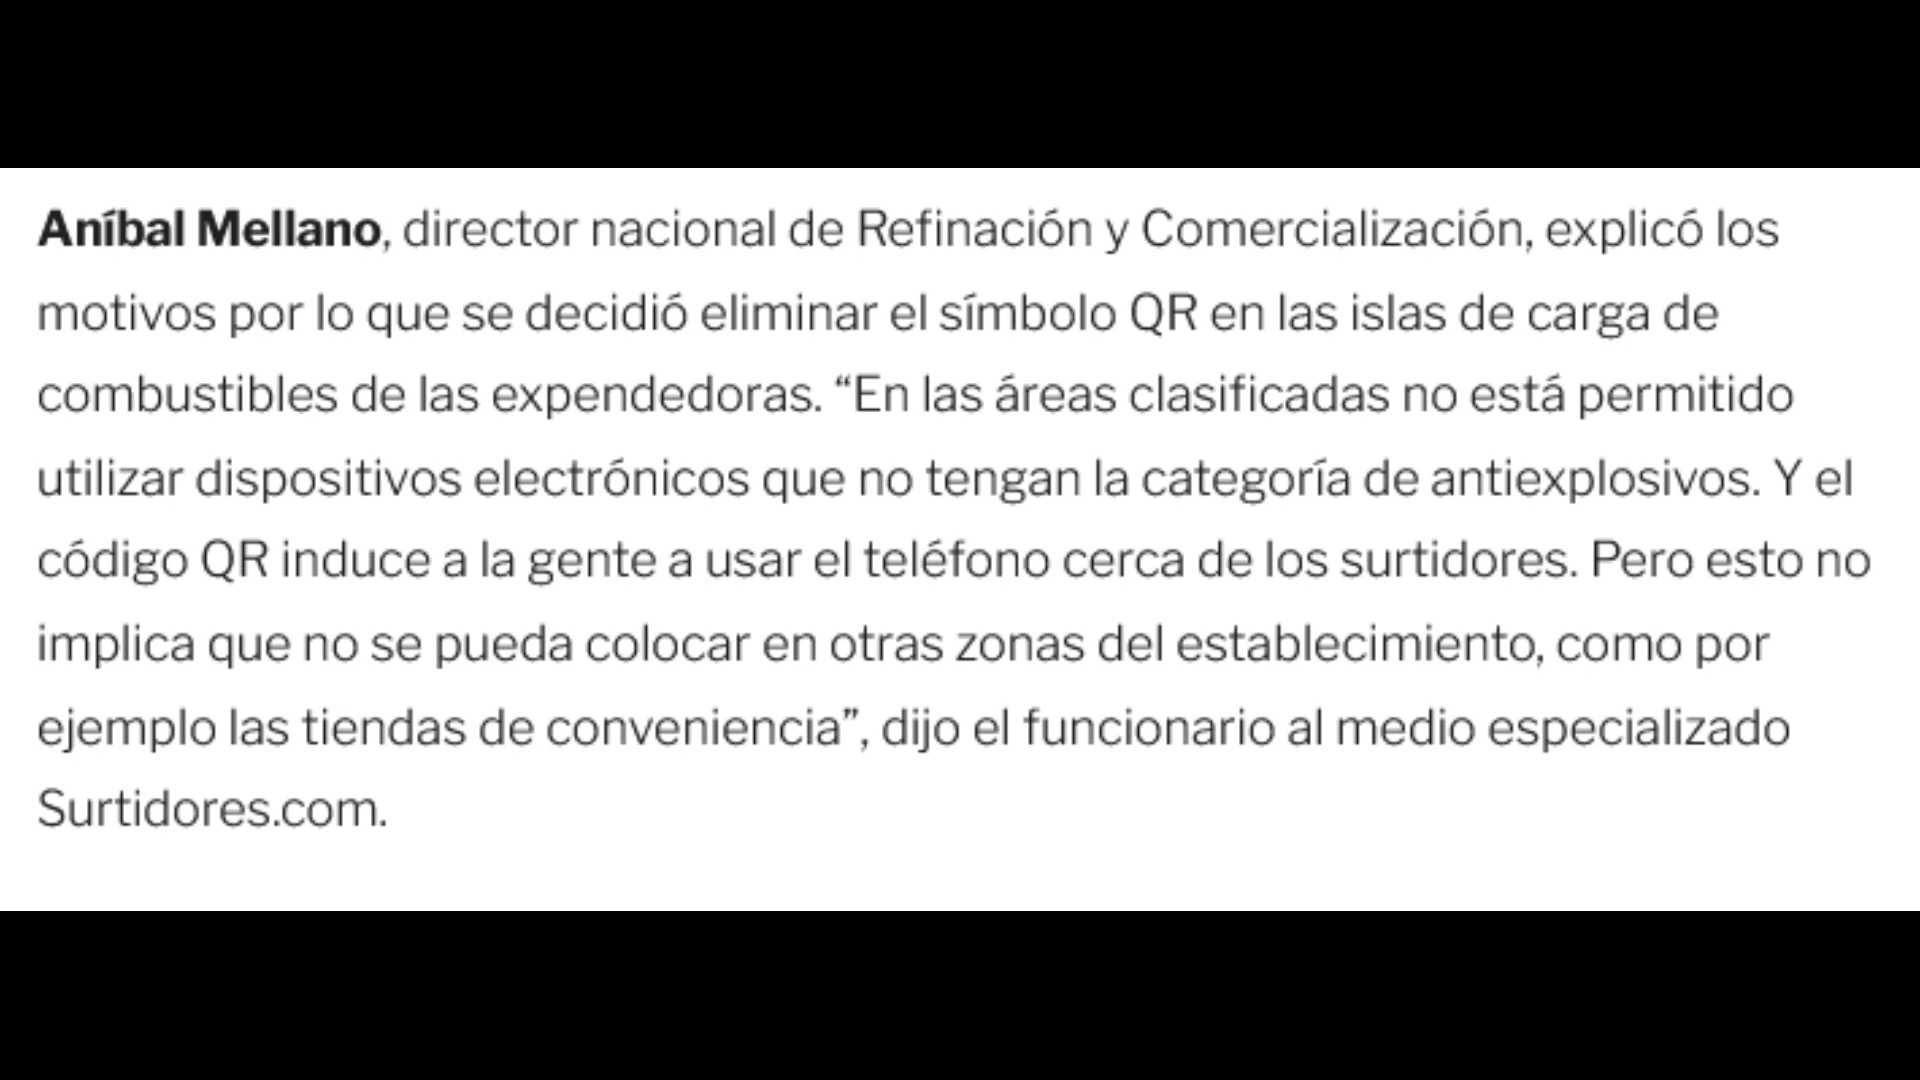 Aníbal Mellano, director nacional de Refinación y Comercialización, explicó los
motivos por lo que se decidió eliminar el símbolo QR en las islas de carga de
combustibles de las expendedoras. “En las áreas clasificadas no está permitido
utilizar dispositivos electrónicos que no tengan la categoría de antiexplosivos. Y el
código QR induce a la gente a usar el teléfono cerca de los surtidores. Pero esto no
implica que no se pueda colocar en otras zonas del establecimiento, como por
ejemplo las tiendas de conveniencia”, dijo el funcionario al medio especializado
Surtidores.com.